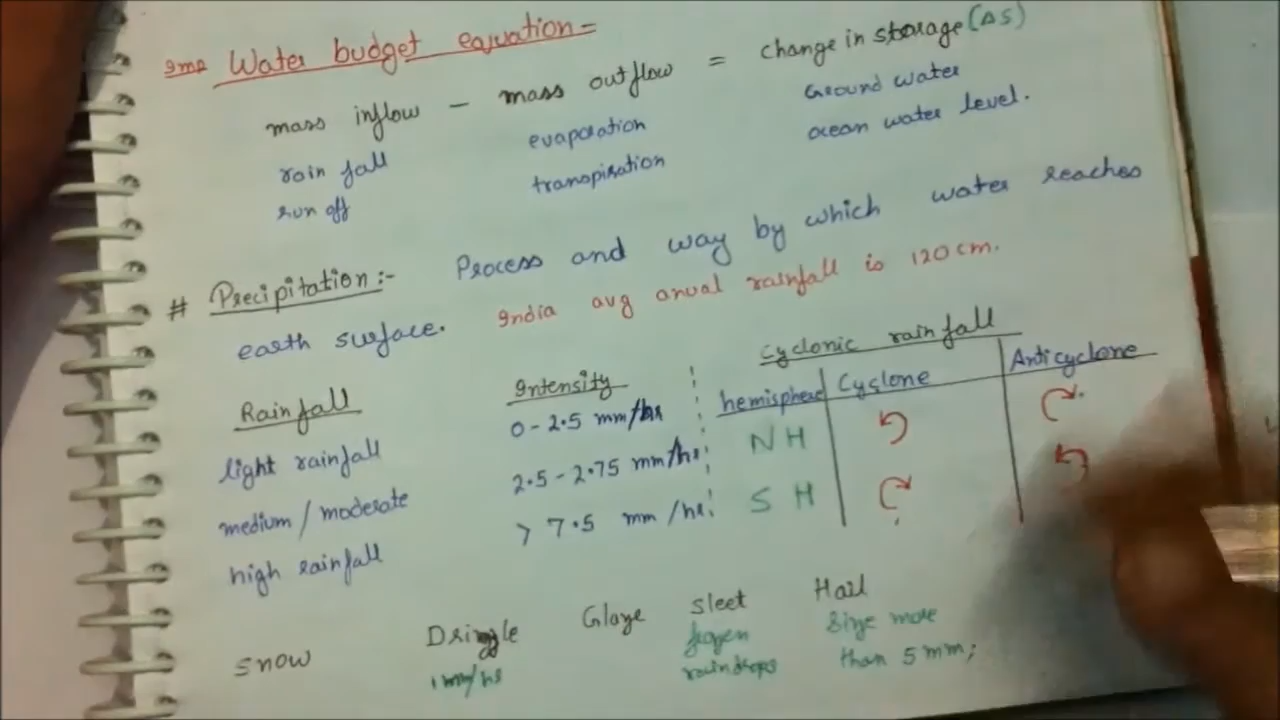 Imp Water budget equation =
mass inflow - mass outflow = change in storage (ΔS)
rain fall evaporation Ground water
run off transpiration ocean water level.
# Precipitation :- Process and way by which water reaches
earth surface. India avg anual rainfall is 120 cm.
Cyclonic rainfall
Rainfall Intensity hemisphere Cyclone Anticyclone
light rainfall 0 - 2.5 mm/hr N H
medium / moderate 2.5 - 2.75 mm/hr S H
high rainfall > 7.5 mm /hr
snow Drizzle Glaze sleet Hail
1 mm/hr frozen Size more
raindrops than 5 mm;